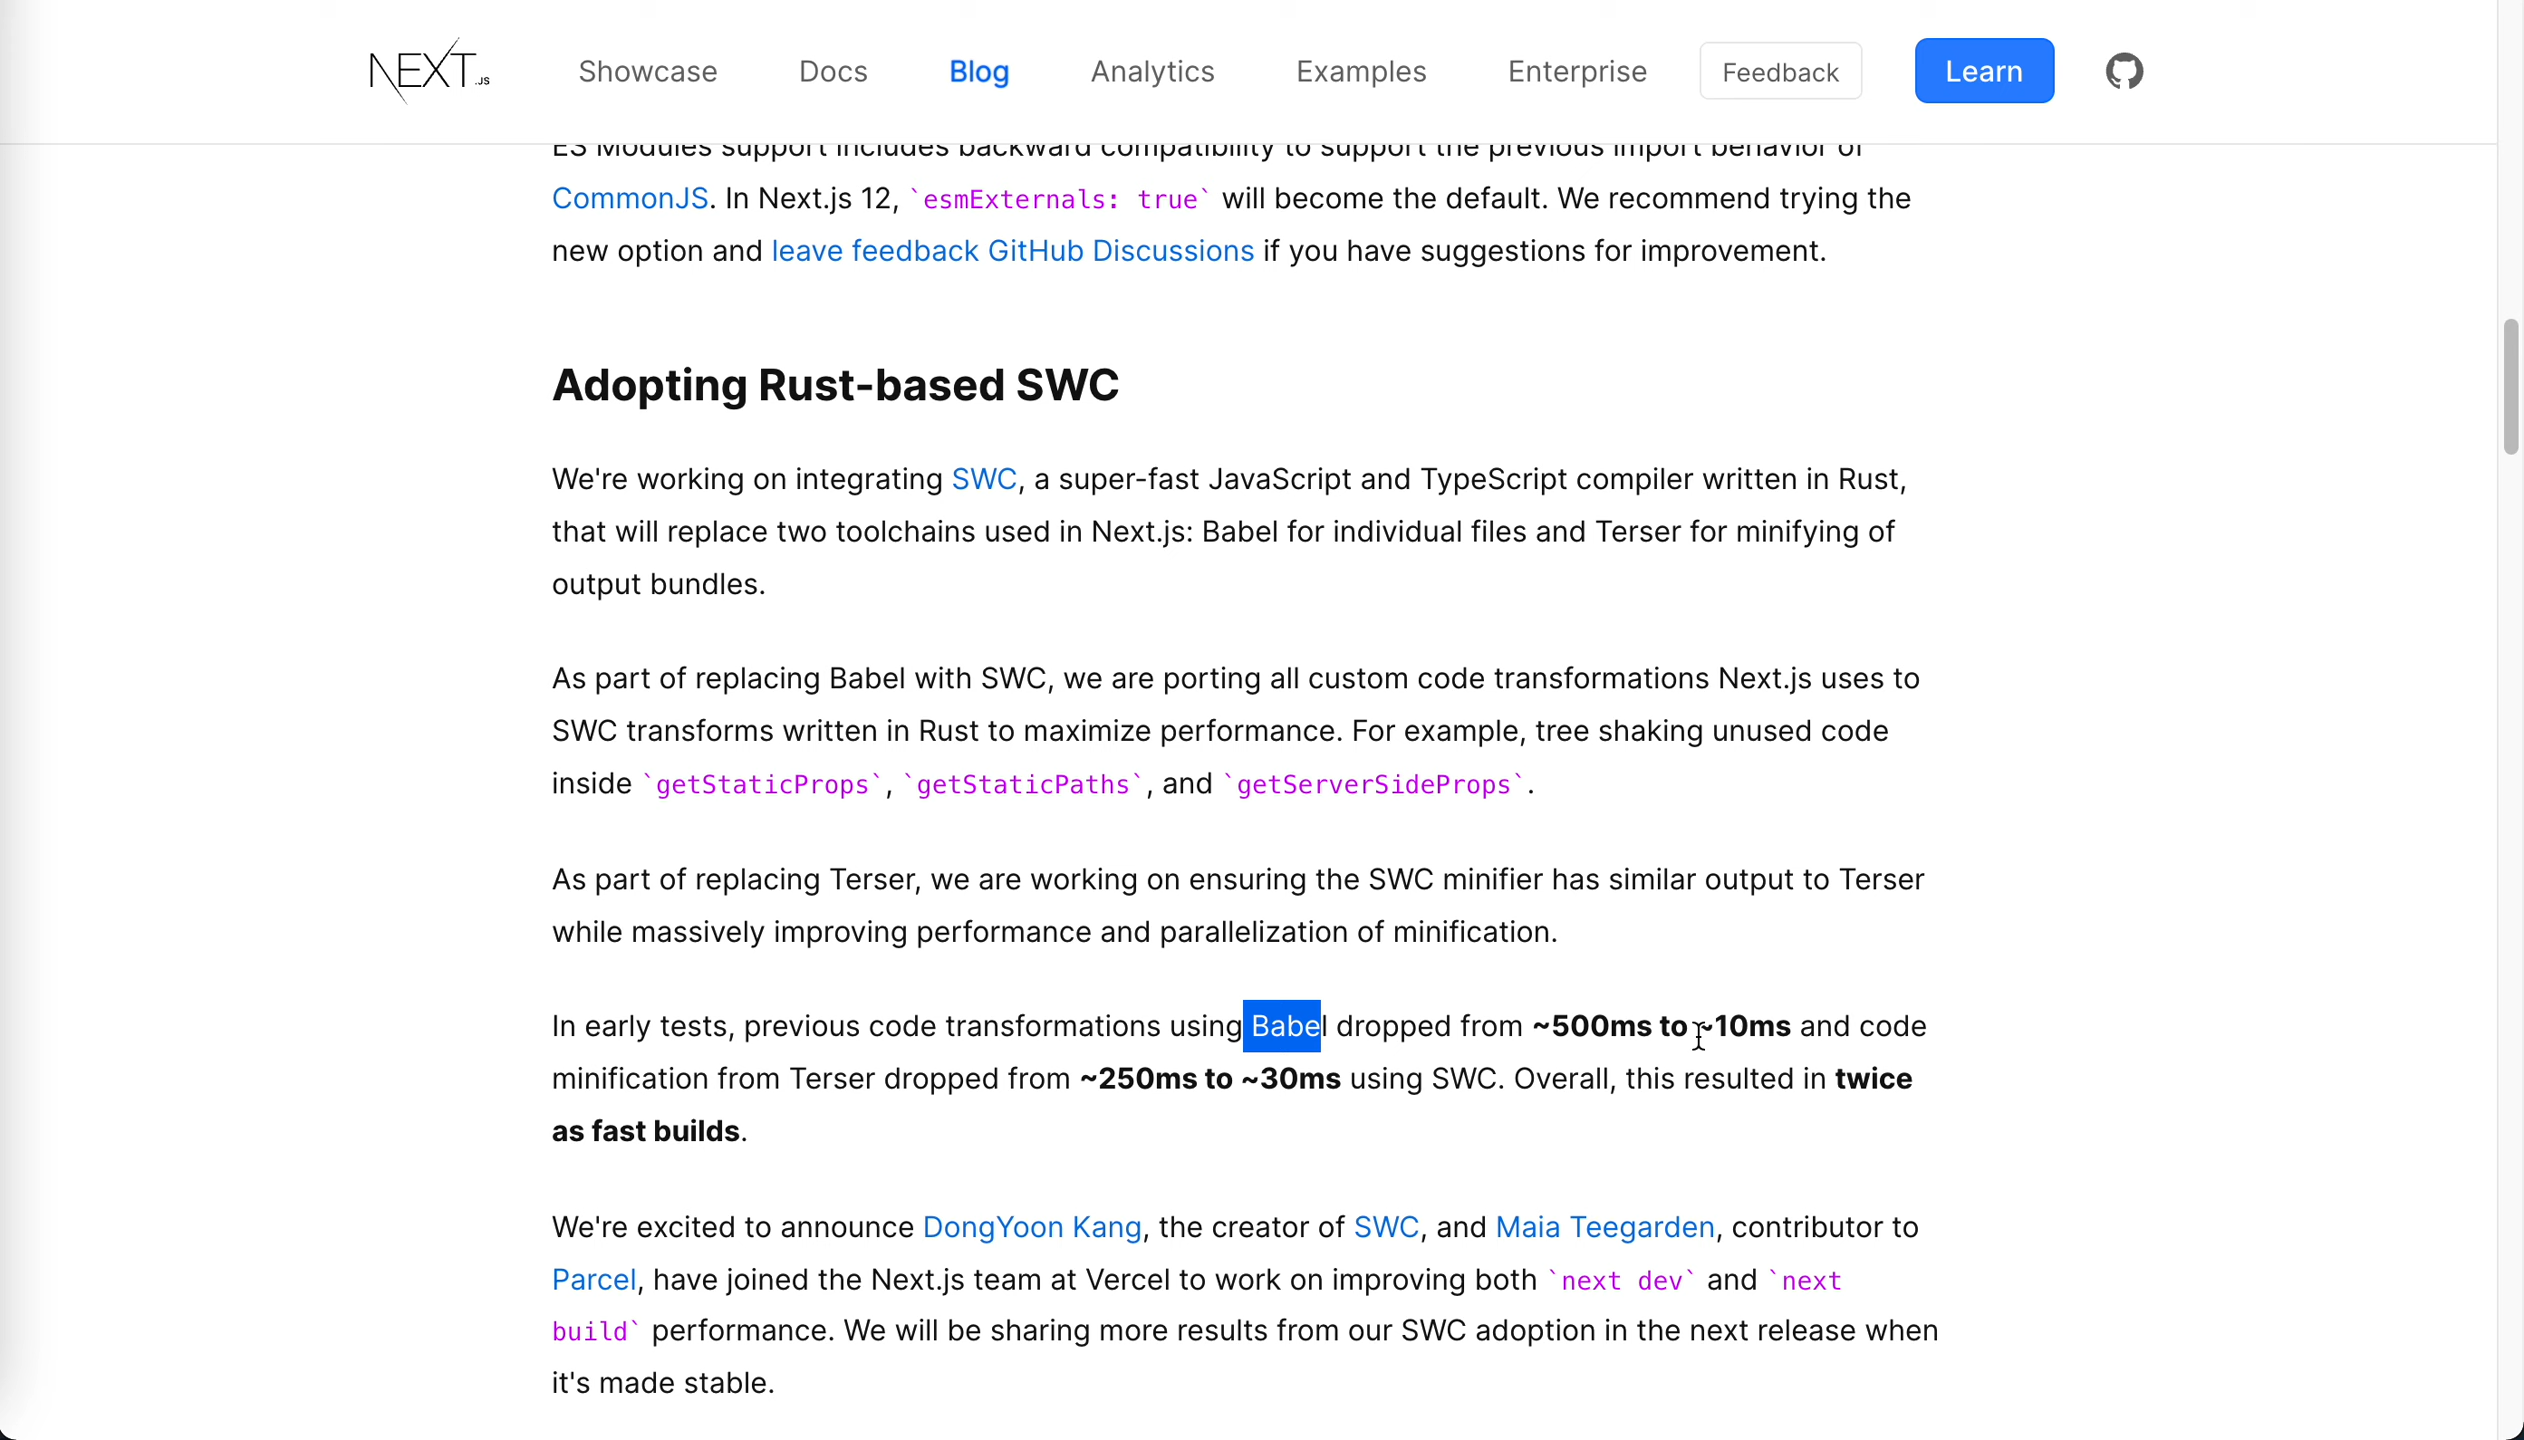 NEXT.JS Showcase Docs Blog Analytics Examples Enterprise Feedback Learn
ES Modules support includes backward compatibility to support the previous import behavior of
CommonJS. In Next.js 12, `esmExternals: true` will become the default. We recommend trying the
new option and leave feedback GitHub Discussions if you have suggestions for improvement.
Adopting Rust-based SWC
We're working on integrating SWC, a super-fast JavaScript and TypeScript compiler written in Rust,
that will replace two toolchains used in Next.js: Babel for individual files and Terser for minifying of
output bundles.
As part of replacing Babel with SWC, we are porting all custom code transformations Next.js uses to
SWC transforms written in Rust to maximize performance. For example, tree shaking unused code
inside `getStaticProps`, `getStaticPaths`, and `getServerSideProps`.
As part of replacing Terser, we are working on ensuring the SWC minifier has similar output to Terser
while massively improving performance and parallelization of minification.
In early tests, previous code transformations using Babel dropped from ~500ms to ~10ms and code
minification from Terser dropped from ~250ms to ~30ms using SWC. Overall, this resulted in twice
as fast builds.
We're excited to announce DongYoon Kang, the creator of SWC, and Maia Teegarden, contributor to
Parcel, have joined the Next.js team at Vercel to work on improving both `next dev` and `next
build` performance. We will be sharing more results from our SWC adoption in the next release when
it's made stable.